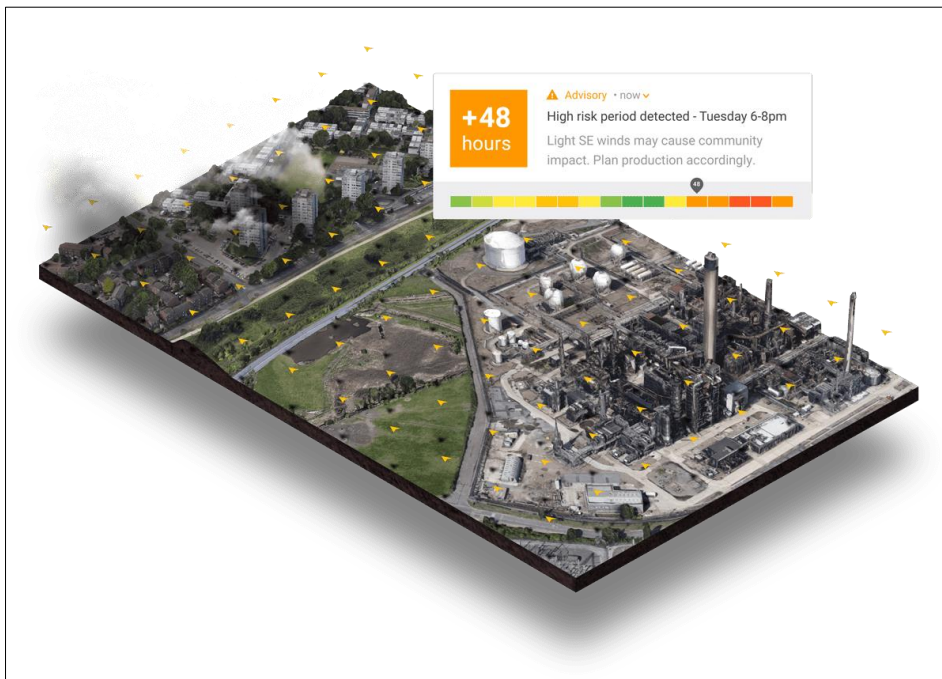 +48
hours
Advisory • now
High risk period detected - Tuesday 6-8pm
Light SE winds may cause community
impact. Plan production accordingly.
48